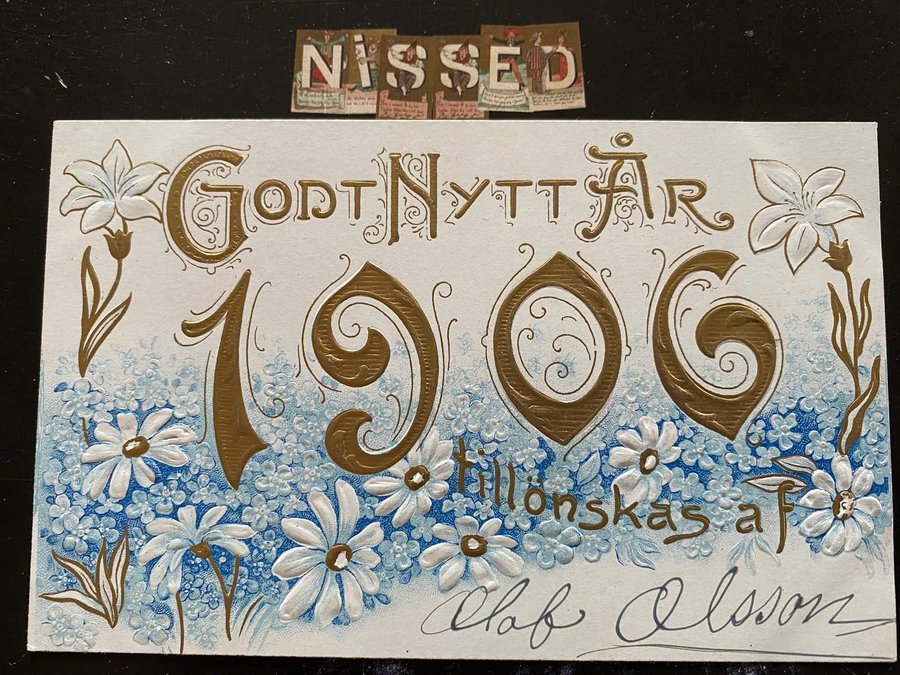 NiSSED
GODT NYTT ÅR
1906
tillönskas af
Olof Olsson